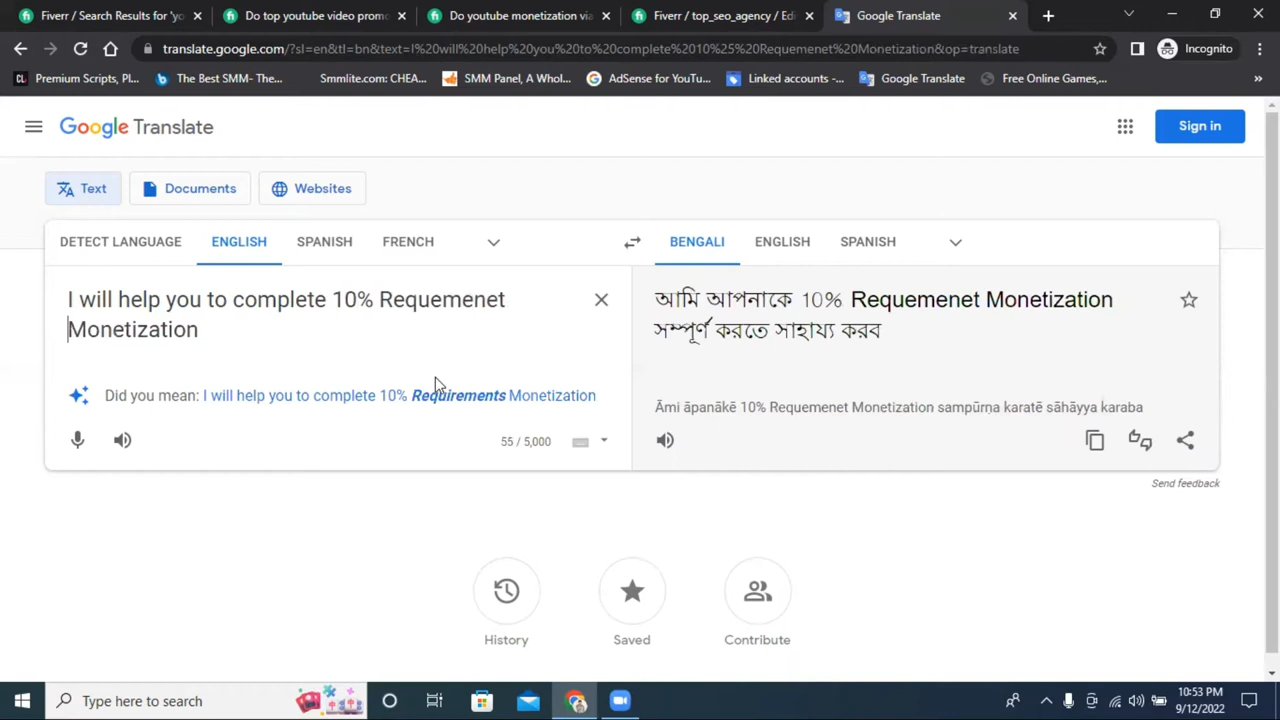 Fiverr / Search Results for 'yo
Do top youtube video promo
Do youtube monetization via
Fiverr / top_seo_agency / Edi
Google Translate
translate.google.com/?sl=en&tl=bn&text=I%20will%20help%20you%20to%20complete%2010%25%20Requemenet%20Monetization&op=translate
Incognito
Premium Scripts, Pl...
The Best SMM- The...
Smmlite.com: CHEA...
SMM Panel, A Whol...
AdSense for YouTu...
Linked accounts -...
Google Translate
Free Online Games,...
Google Translate
Sign in
Text
Documents
Websites
DETECT LANGUAGE
ENGLISH
SPANISH
FRENCH
BENGALI
ENGLISH
SPANISH
I will help you to complete 10% Requemenet
Monetization
আমি আপনাকে 10% Requemenet Monetization
সম্পূর্ণ করতে সাহায্য করব
Did you mean: I will help you to complete 10% Requirements Monetization
Āmi āpanākē 10% Requemenet Monetization sampūrṇa karatē sāhāyya karaba
55 / 5,000
Send feedback
History
Saved
Contribute
Type here to search
10:53 PM
9/12/2022